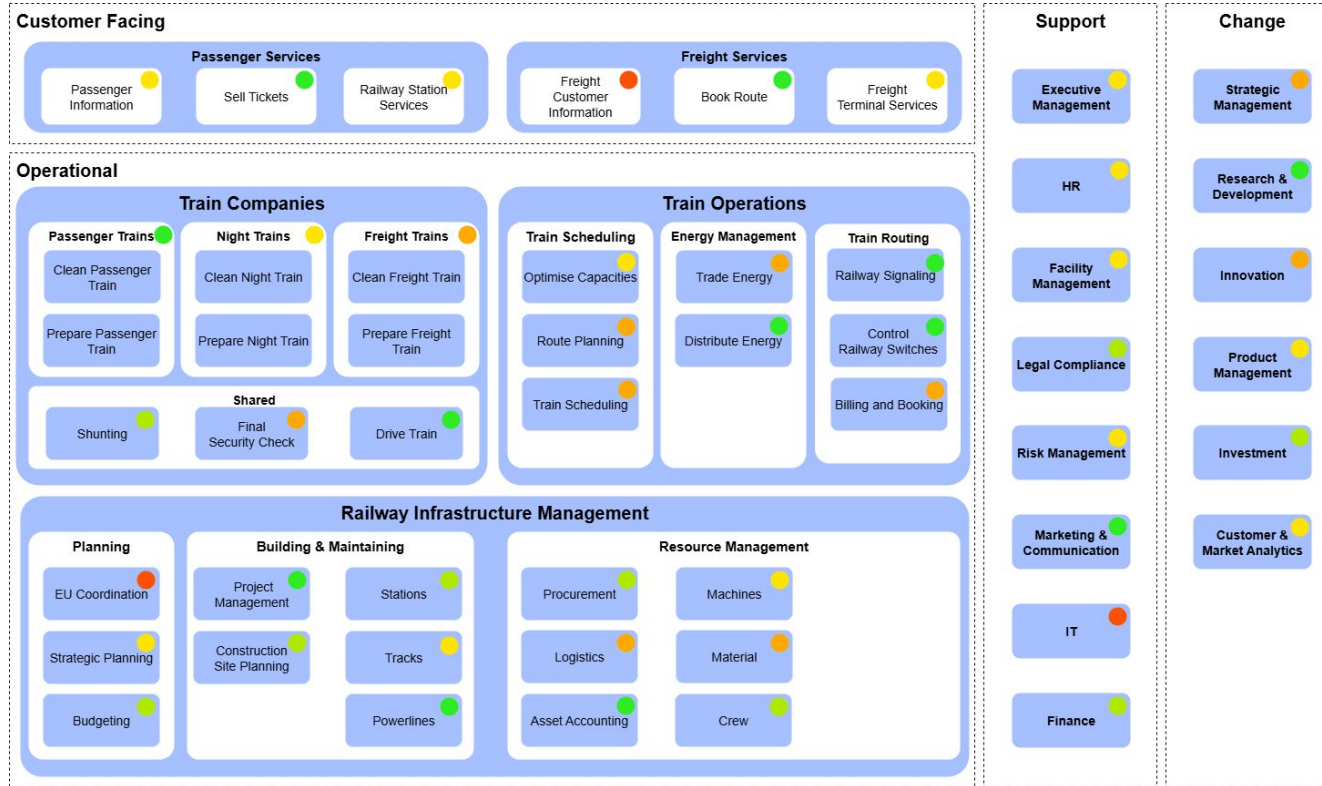 Customer Facing
Passenger Services
Passenger
Information
Sell Tickets
Railway Station
Services
Freight Services
Freight
Customer
Information
Book Route
Freight
Terminal Services
Operational
Train Companies
Passenger Trains
Clean Passenger
Train
Prepare Passenger
Train
Night Trains
Clean Night Train
Prepare Night Train
Freight Trains
Clean Freight Train
Prepare Freight
Train
Shared
Shunting
Final
Security Check
Drive Train
Train Operations
Train Scheduling
Optimise Capacities
Route Planning
Train Scheduling
Energy Management
Trade Energy
Distribute Energy
Train Routing
Railway Signaling
Control
Railway Switches
Billing and Booking
Railway Infrastructure Management
Planning
EU Coordination
Strategic Planning
Budgeting
Building & Maintaining
Project
Management
Construction
Site Planning
Stations
Tracks
Powerlines
Resource Management
Procurement
Logistics
Asset Accounting
Machines
Material
Crew
Support
Executive
Management
HR
Facility
Management
Legal Compliance
Risk Management
Marketing &
Communication
IT
Finance
Change
Strategic
Management
Research &
Development
Innovation
Product
Management
Investment
Customer &
Market Analytics